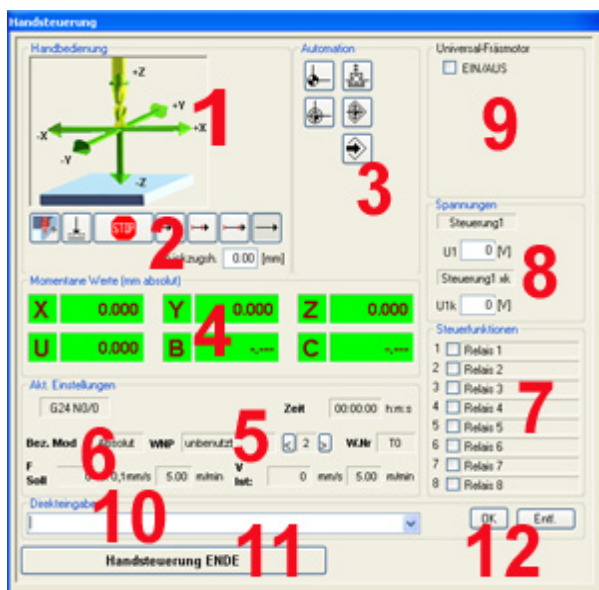 Handsteuerung
Handbedienung
+Z
+Y
+X
-X
-Y
-Z
1
STOP
2
0.00 [mm]
Automation
3
Universal-Fräsmotor
EIN/AUS
9
Spannungen
Steuerung1
U1 0 [V]
Steuerung1 xk
U1k 0 [V]
8
Momentane Werte (mm absolut)
X 0.000 Y 0.000 Z 0.000
U 0.000 B -,--- C -,---
4
Steuerfunktionen
1 Relais 1
2 Relais 2
3 Relais 3
4 Relais 4
5 Relais 5
6 Relais 6
7 Relais 7
8 Relais 8
7
Akt. Einstellungen
G24 N0/0 Zeit 00:00:00 h:m:s
Bez. Mod Absolut WNP unbenutzt < 2 > W.Nr T0
F Soll 0,1mm/s 5.00 m/min V Ist: 0 mm/s 5.00 m/min
5
6
Direkteingabe
10
OK Entf.
12
Handsteuerung ENDE
11